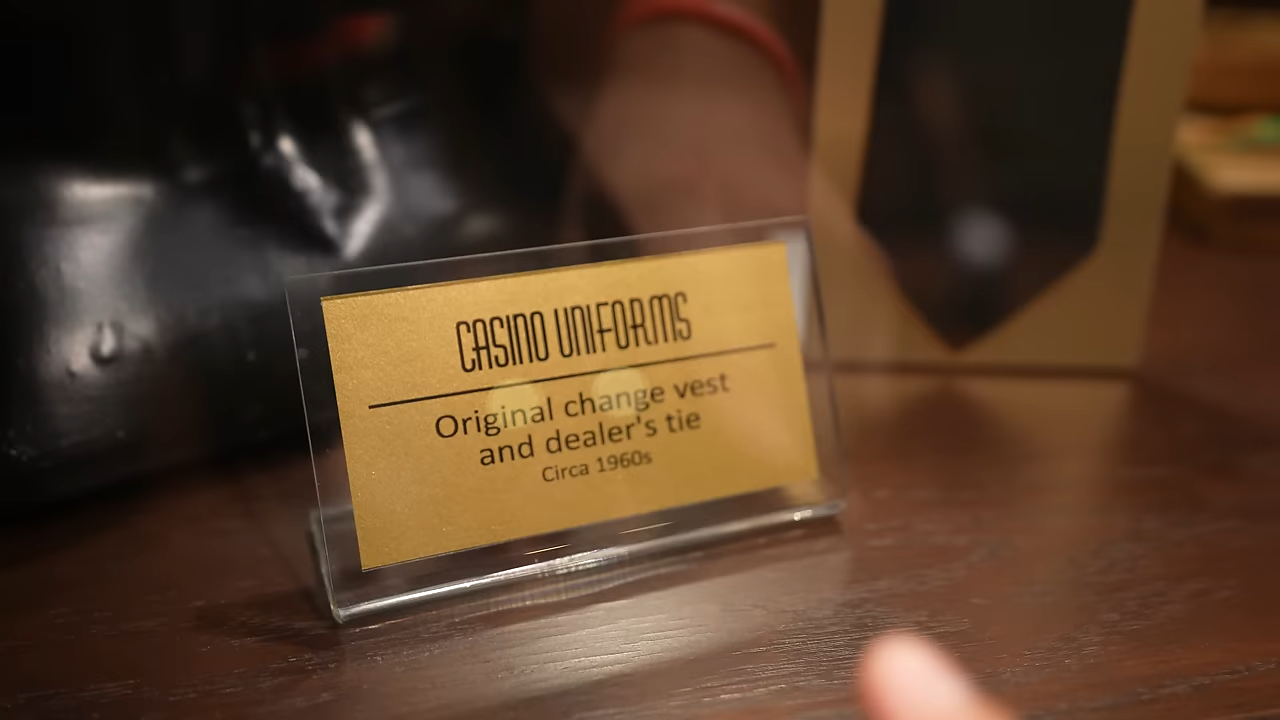 CASINO UNIFORMS
Original change vest
and dealer's tie
Circa 1960s